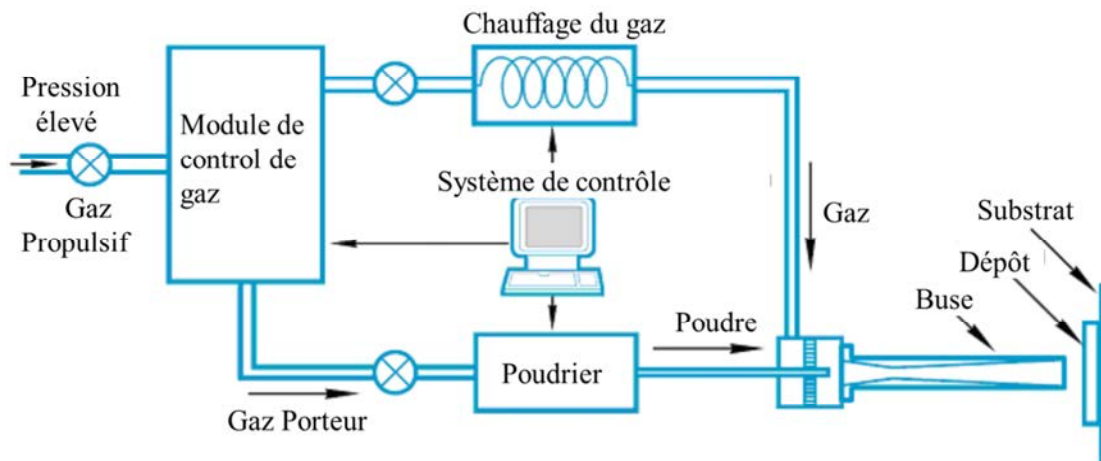 Chauffage du gaz
Pression
élevé
Module de
control de
gaz
Gaz
Propulsif
Système de contrôle
Gaz
Substrat
Dépôt
Buse
Poudre
Poudrier
Gaz Porteur